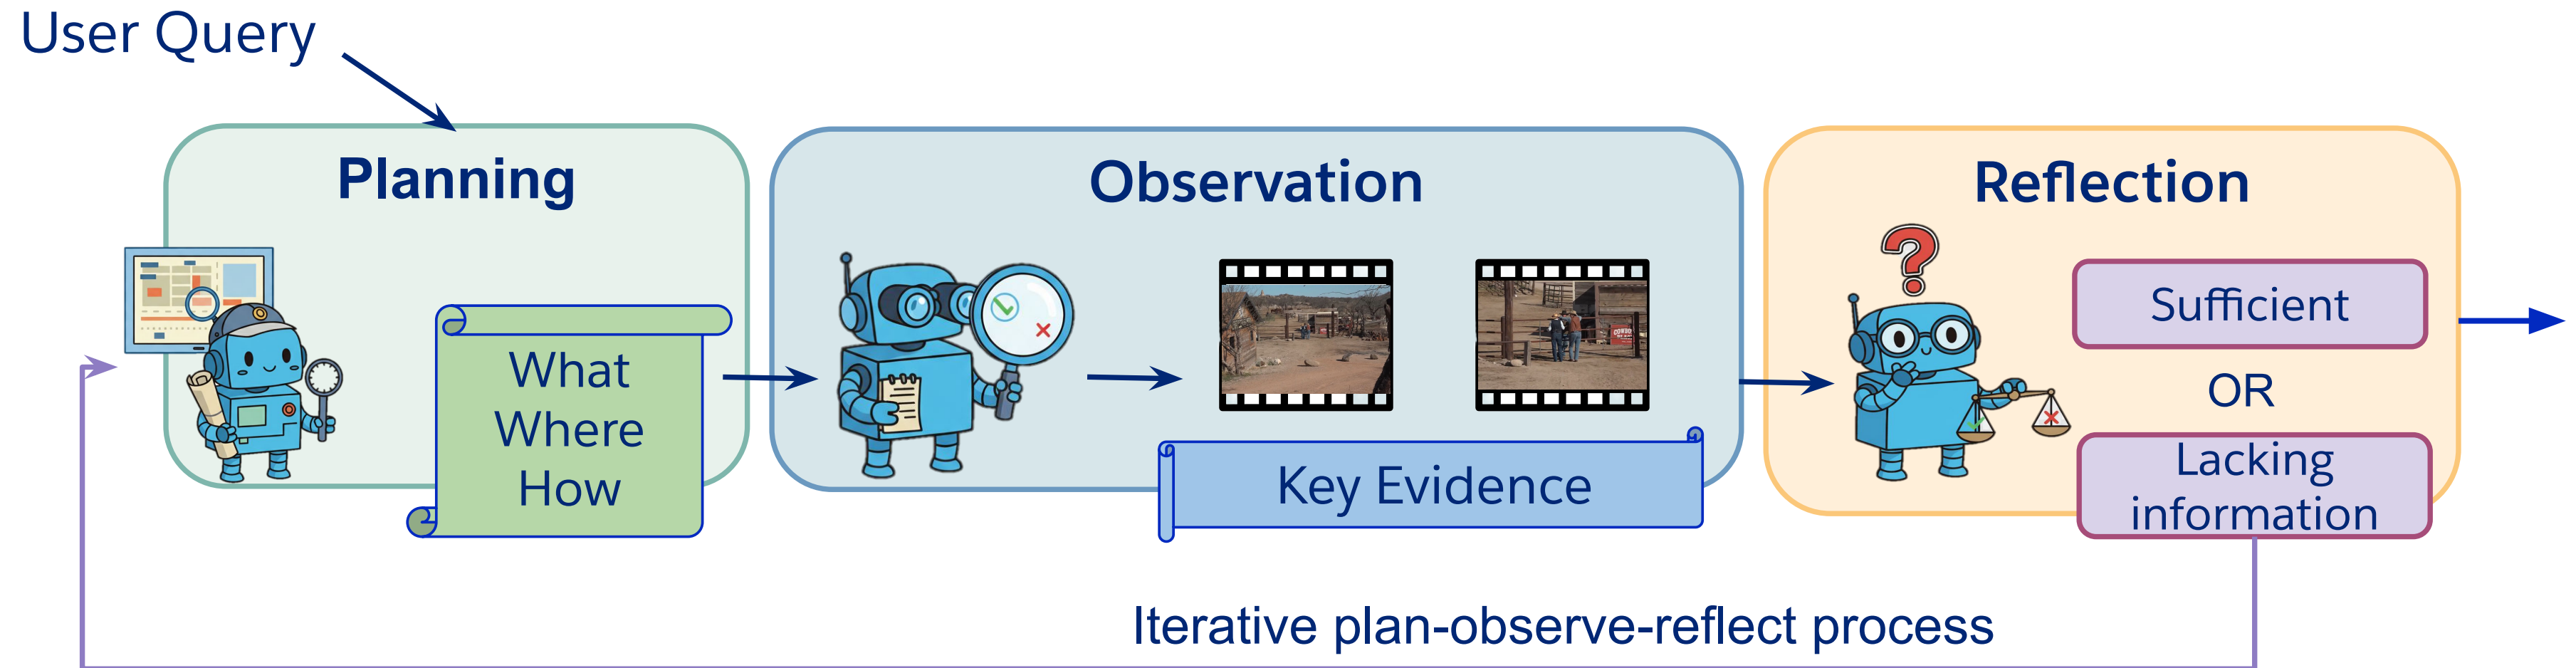 User Query
Planning
What
Where
How
Observation
Key Evidence
Reflection
Sufficient
OR
Lacking
information
Iterative plan-observe-reflect process